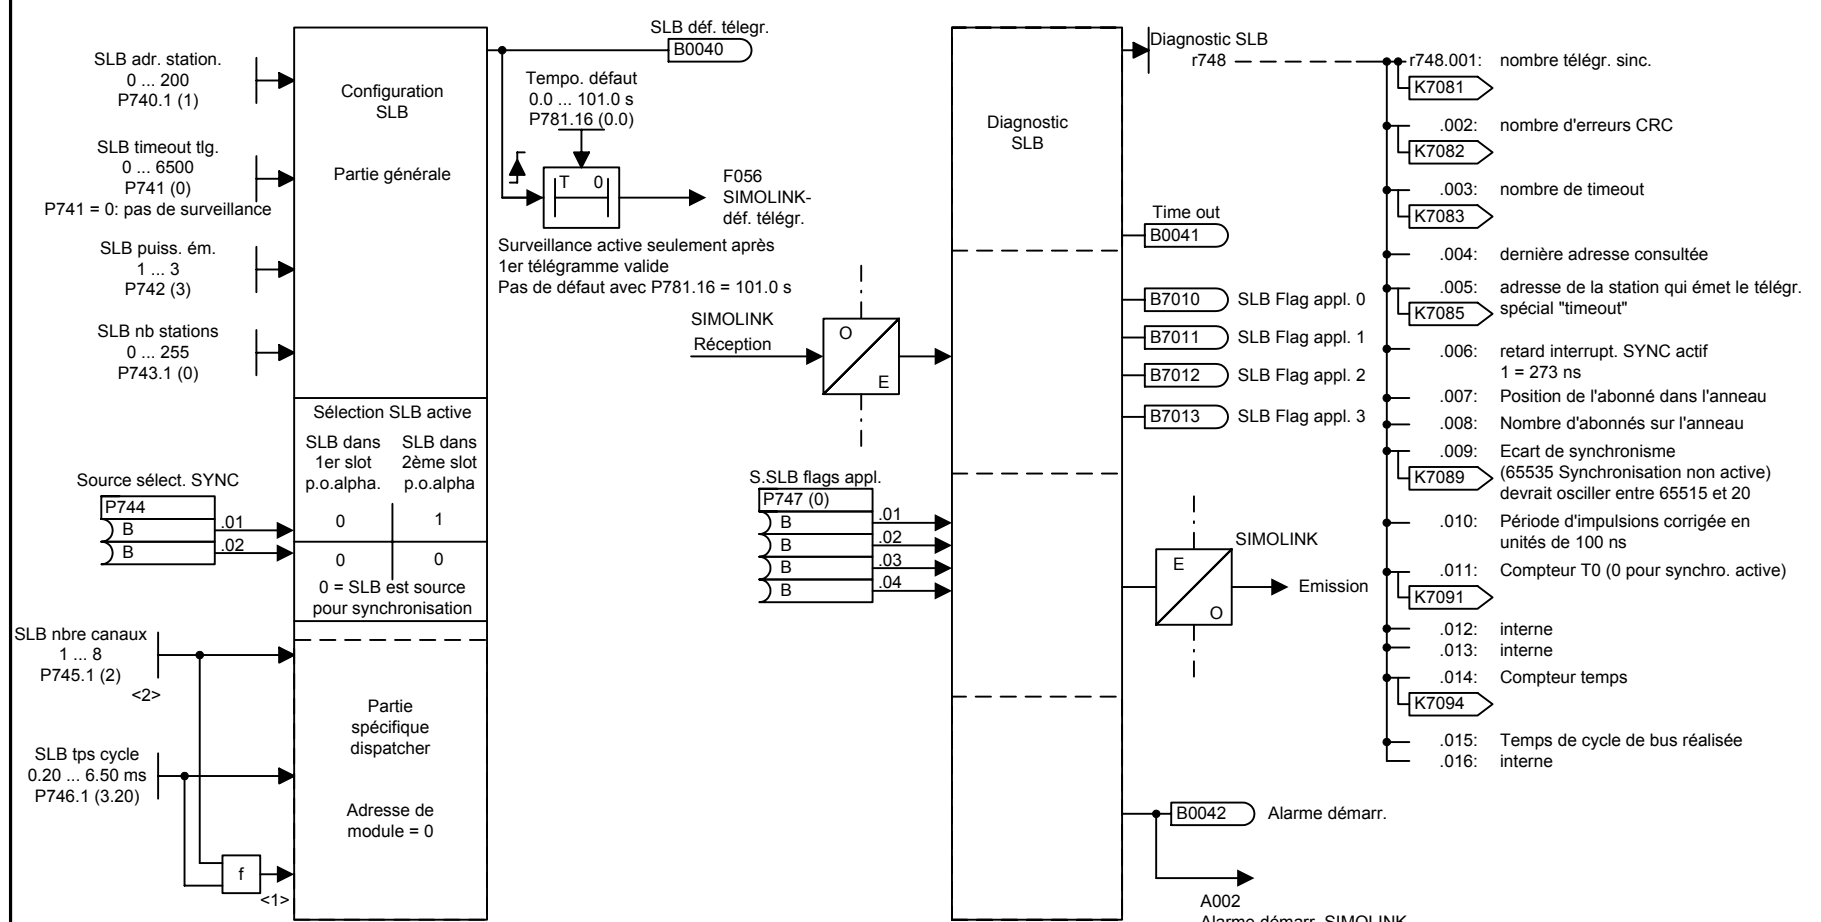 SLB adr. station.
0 ... 200
P740.1 (1)
SLB timeout tlg.
0 ... 6500
P741 (0)
P741 = 0: pas de surveillance
SLB puiss. ém.
1 ... 3
P742 (3)
SLB nb stations
0 ... 255
P743.1 (0)
Source sélect. SYNC
P744
B
.01
B
.02
SLB nbre canaux
1 ... 8
P745.1 (2)
<2>
SLB tps cycle
0.20 ... 6.50 ms
P746.1 (3.20)
f
<1>
Configuration
SLB
Partie générale
Sélection SLB active
SLB dans
1er slot
p.o.alpha.
SLB dans
2ème slot
p.o.alpha
0
1
0
0
0 = SLB est source
pour synchronisation
Partie
spécifique
dispatcher
Adresse de
module = 0
SLB déf. télegr.
B0040
Tempo. défaut
0.0 ... 101.0 s
P781.16 (0.0)
T 0
F056
SIMOLINK-
déf. télégr.
Surveillance active seulement après
1er télégramme valide
Pas de défaut avec P781.16 = 101.0 s
SIMOLINK
Réception
O
E
S.SLB flags appl.
P747 (0)
B
.01
B
.02
B
.03
B
.04
Diagnostic
SLB
Diagnostic SLB
r748
Time out
B0041
B7010 SLB Flag appl. 0
B7011 SLB Flag appl. 1
B7012 SLB Flag appl. 2
B7013 SLB Flag appl. 3
SIMOLINK
E
O
Emission
B0042 Alarme démarr.
A002
Alarme démarr. SIMOLINK
r748.001: nombre télégr. sinc.
K7081
.002: nombre d'erreurs CRC
K7082
.003: nombre de timeout
K7083
.004: dernière adresse consultée
.005: adresse de la station qui émet le télégr.
K7085 spécial "timeout"
.006: retard interrupt. SYNC actif
1 = 273 ns
.007: Position de l'abonné dans l'anneau
.008: Nombre d'abonnés sur l'anneau
.009: Ecart de synchronisme
K7089 (65535 Synchronisation non active)
devrait osciller entre 65515 et 20
.010: Période d'impulsions corrigée en
unités de 100 ns
.011: Compteur T0 (0 pour synchro. active)
K7091
.012: interne
.013: interne
.014: Compteur temps
K7094
.015: Temps de cycle de bus réalisée
.016: interne